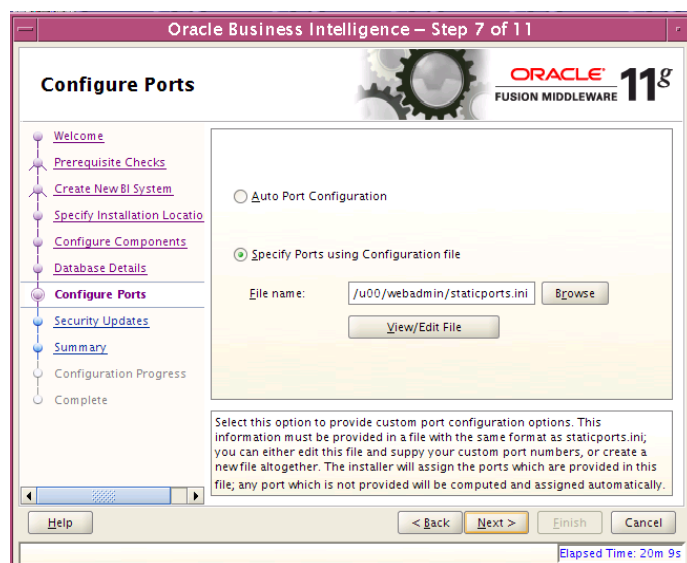 Oracle Business Intelligence – Step 7 of 11
Configure Ports
ORACLE
FUSION MIDDLEWARE
11g
Welcome
Prerequisite Checks
Create New BI System
Specify Installation Locatio
Configure Components
Database Details
Configure Ports
Security Updates
Summary
Configuration Progress
Complete
Auto Port Configuration
Specify Ports using Configuration file
File name:
/u00/webadmin/staticports.ini
Browse
View/Edit File
Select this option to provide custom port configuration options. This
information must be provided in a file with the same format as staticports.ini;
you can either edit this file and suppy your custom port numbers, or create a
new file altogether. The installer will assign the ports which are provided in this
file; any port which is not provided will be computed and assigned automatically.
Help
< Back
Next >
Finish
Cancel
Elapsed Time: 20m 9s